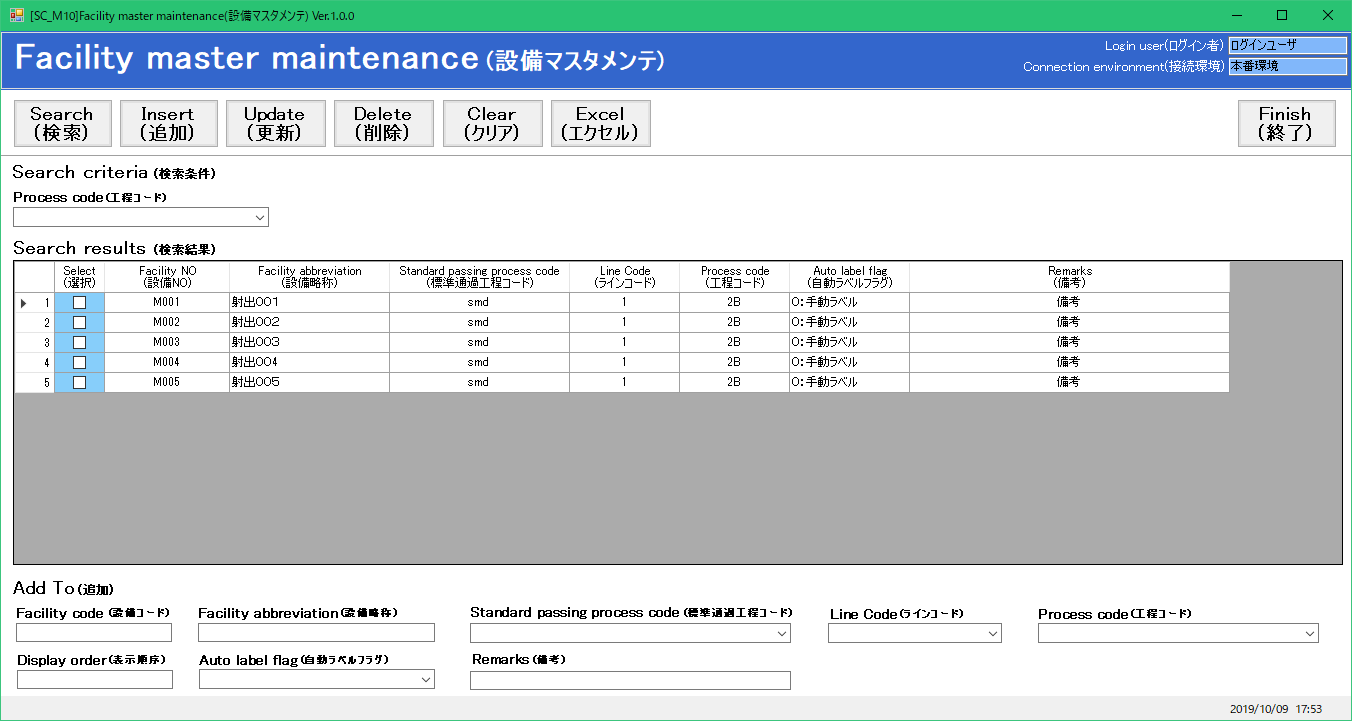 [SC_M10]Facility master maintenance(設備マスタメンテ) Ver.1.0.0
Facility master maintenance (設備マスタメンテ)
Login user(ログイン者) ログインユーザ
Connection environment(接続環境) 本番環境
Search Insert Update Delete Clear Excel Finish
(検索) (追加) (更新) (削除) (クリア) (エクセル) (終了)
Search criteria (検索条件)
Process code(工程コード)
Search results (検索結果)
Select Facility NO Facility abbreviation Standard passing process code Line Code Process code Auto label flag Remarks
(選択) (設備NO) (設備略称) (標準通過工程コード) (ラインコード) (工程コード) (自動ラベルフラグ) (備考)
1 M001 射出001 smd 1 2B 0:手動ラベル 備考
2 M002 射出002 smd 1 2B 0:手動ラベル 備考
3 M003 射出003 smd 1 2B 0:手動ラベル 備考
4 M004 射出004 smd 1 2B 0:手動ラベル 備考
5 M005 射出005 smd 1 2B 0:手動ラベル 備考
Add To(追加)
Facility code (設備コード) Facility abbreviation(設備略称) Standard passing process code (標準通過工程コード) Line Code(ラインコード) Process code(工程コード)
Display order(表示順序) Auto label flag(自動ラベルフラグ) Remarks (備考)
2019/10/09 17:53